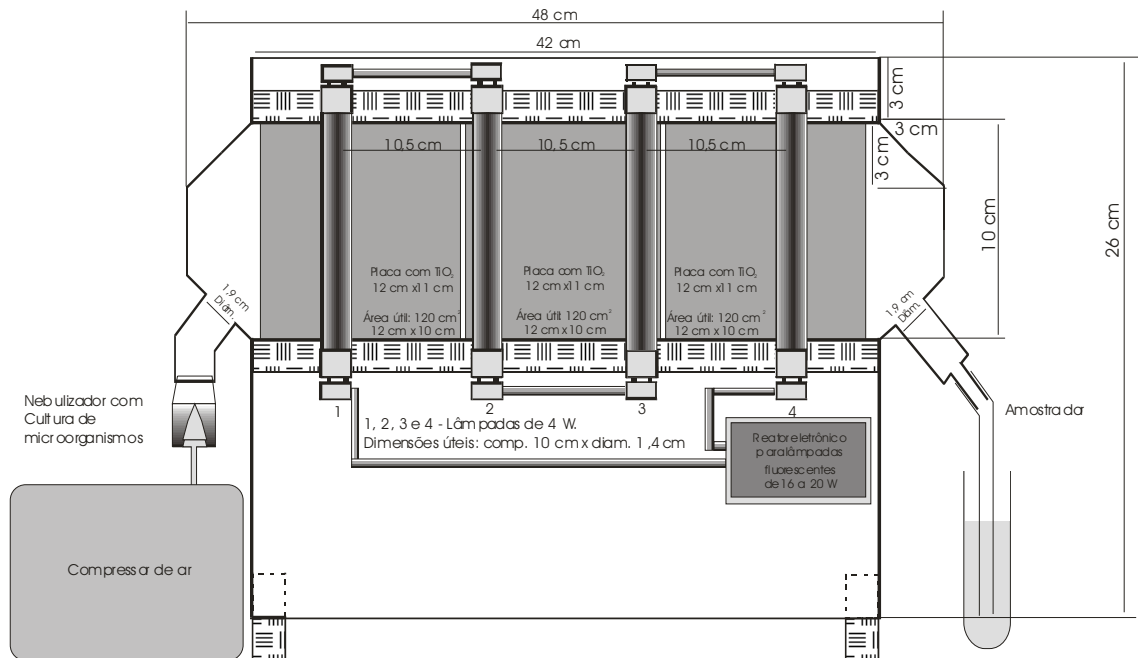 48 cm
42 cm
3 cm
3 cm
3 cm
10 cm
26 cm
10,5 cm
10,5 cm
10,5 cm
Placa com TiO₂
12 cm x11 cm
Área útil: 120 cm²
12 cm x 10 cm
Placa com TiO₂
12 cm x11 cm
Área útil: 120 cm²
12 cm x 10 cm
Placa com TiO₂
12 cm x11 cm
Área útil: 120 cm²
12 cm x 10 cm
1,9 cm
Diâm.
1,9 cm
Diâm.
Nebulizador com
Cultura de
microorganismos
1
2
3
4
1, 2, 3 e 4 - Lâmpadas de 4 W.
Dimensões úteis: comp. 10 cm x diam. 1,4 cm
Reator eletrônico
para lâmpadas
fluorescentes
de 16 a 20 W
Amostrador
Compressor de ar